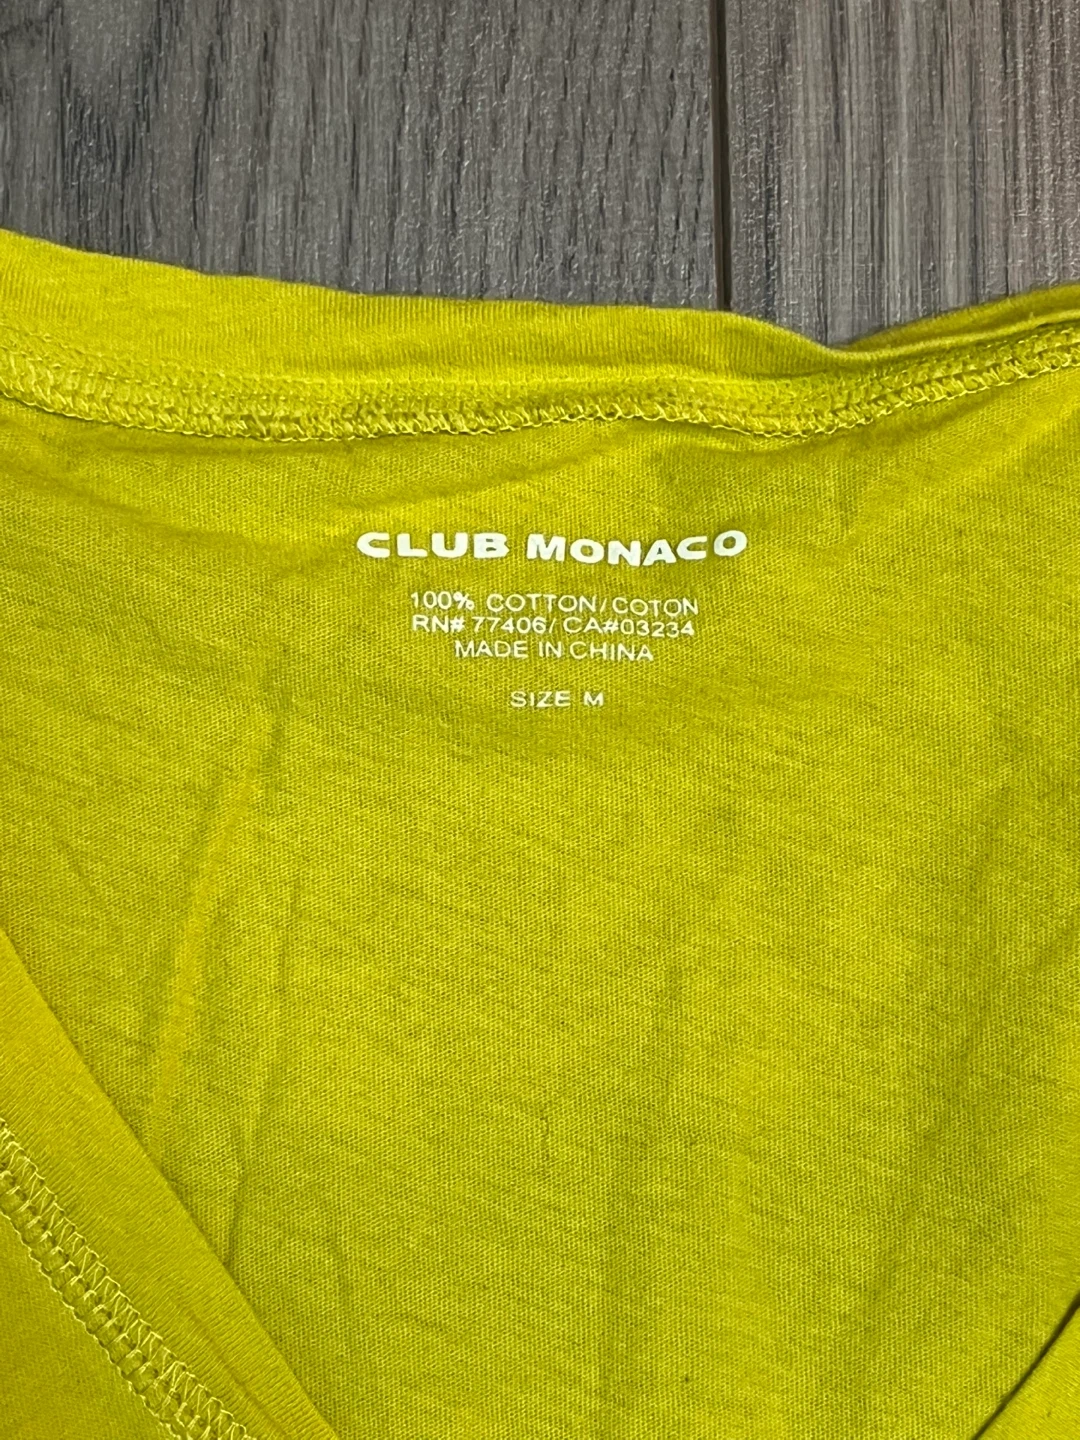 CLUB MONACO
100% COTTON/COTON
RN# 77406/ CA#03234
MADE IN CHINA
SIZE M